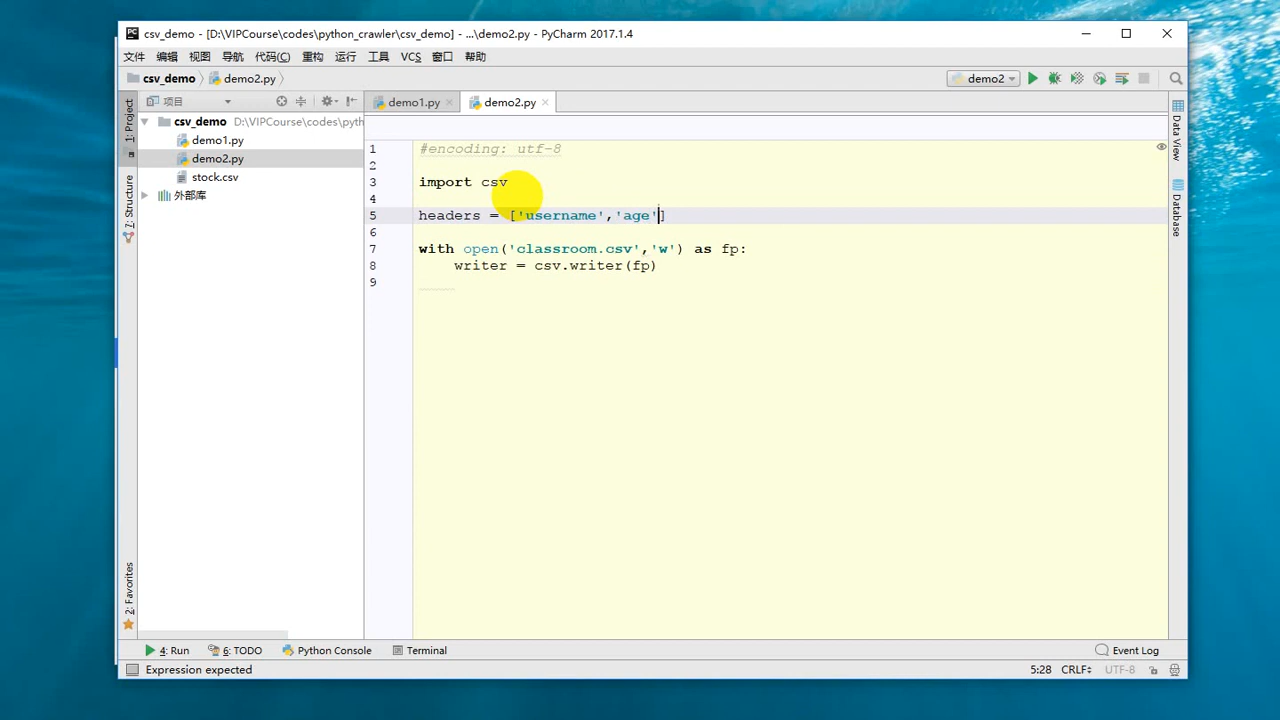 csv_demo - [D:\VIPCourse\codes\python_crawler\csv_demo] - ...\demo2.py - PyCharm 2017.1.4
文件 编辑 视图 导航 代码(C) 重构 运行 工具 VCS 窗口 帮助
csv_demo demo2.py demo2
项目 demo1.py demo2.py
1: Project
7: Structure
2: Favorites
csv_demo D:\VIPCourse\codes\pyth
demo1.py
demo2.py
stock.csv
外部库
1 #encoding: utf-8
2
3 import csv
4
5 headers = ['username','age']
6
7 with open('classroom.csv','w') as fp:
8 writer = csv.writer(fp)
9
Data View
Database
4: Run 6: TODO Python Console Terminal Event Log
Expression expected 5:28 CRLF UTF-8